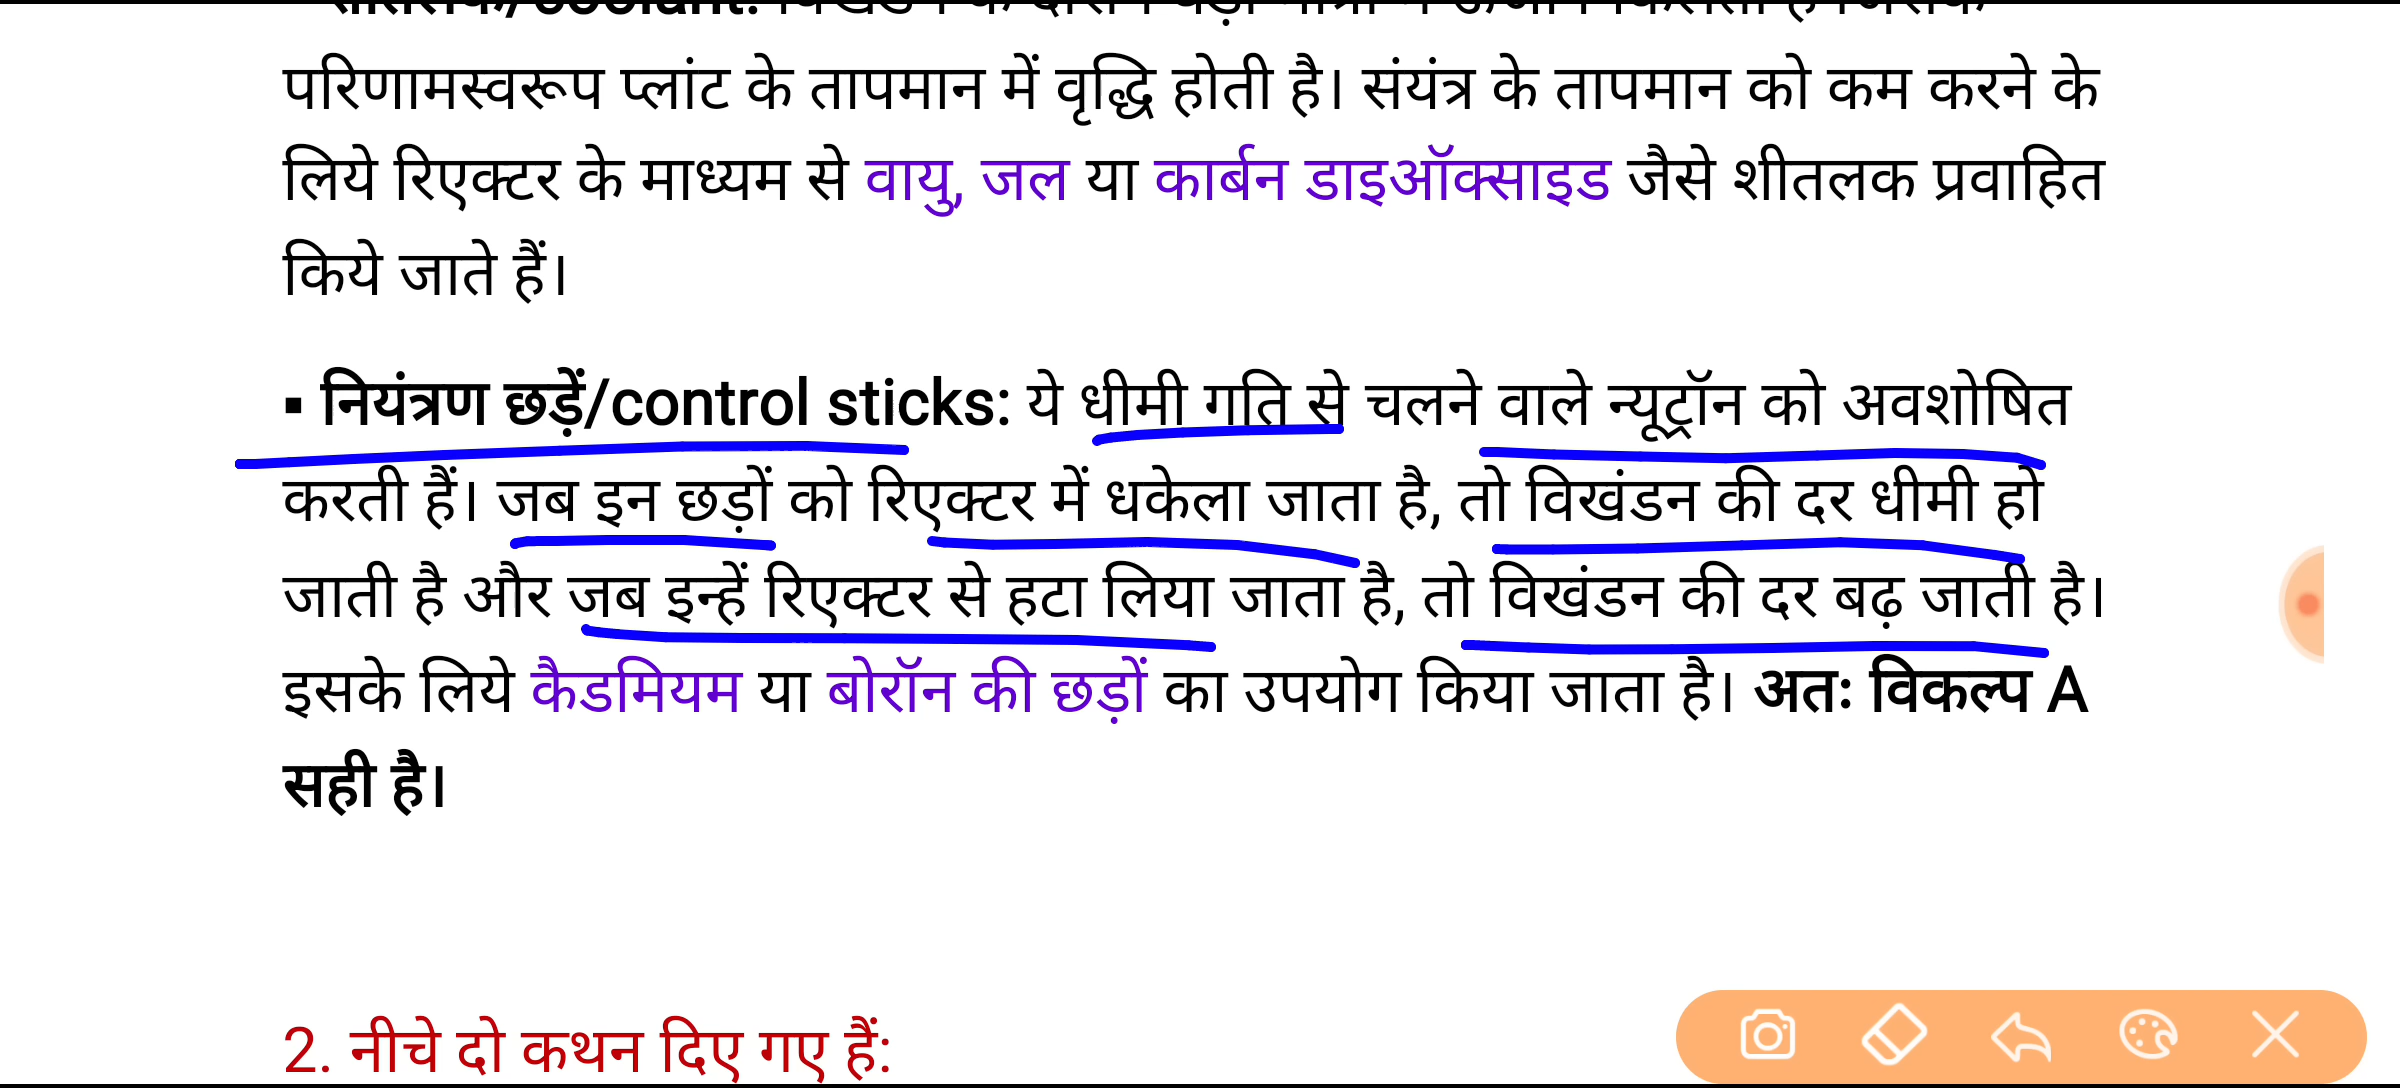 शीतलक/coolant:
परिणामस्वरूप प्लांट के तापमान में वृद्धि होती है। संयंत्र के तापमान को कम करने के
लिये रिएक्टर के माध्यम से वायु, जल या कार्बन डाइऑक्साइड जैसे शीतलक प्रवाहित
किये जाते हैं।
▪ नियंत्रण छड़ें/control sticks: ये धीमी गति से चलने वाले न्यूट्रॉन को अवशोषित
करती हैं। जब इन छड़ों को रिएक्टर में धकेला जाता है, तो विखंडन की दर धीमी हो
जाती है और जब इन्हें रिएक्टर से हटा लिया जाता है, तो विखंडन की दर बढ़ जाती है।
इसके लिये कैडमियम या बोरॉन की छड़ों का उपयोग किया जाता है। अतः विकल्प A
सही है।
2. नीचे दो कथन दिए गए हैं: